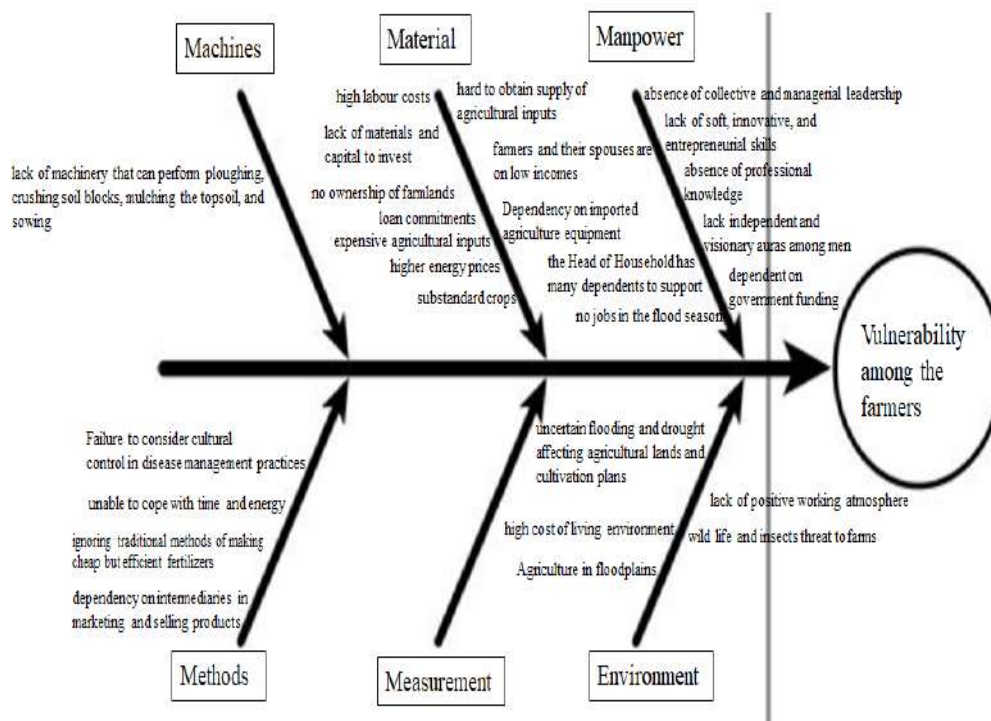 Machines
Material
Manpower
lack of machinery that can perform ploughing,
crushing soil blocks, mulching the topsoil, and
sowing
high labour costs
lack of materials and
capital to invest
no ownership of farmlands
loan commitments
expensive agricultural inputs
higher energy prices
substandard crops
hard to obtain supply of
agricultural inputs
farmers and their spouses are
on low incomes
Dependency on imported
agriculture equipment
the Head of Household has
many dependents to support
no jobs in the flood season
absence of collective and managerial leadership
lack of soft, innovative, and
entrepreneurial skills
absence of professional
knowledge
lack independent and
visionary auras among men
dependent on
government funding
Vulnerability
among the
farmers
Failure to consider cultural
control in disease management practices
unable to cope with time and energy
ignoring traditional methods of making
cheap but efficient fertilizers
dependency on intermediaries in
marketing and selling products
uncertain flooding and drought
affecting agricultural lands and
cultivation plans
high cost of living environment
Agriculture in floodplains
lack of positive working atmosphere
wild life and insects threat to farms
Methods
Measurement
Environment